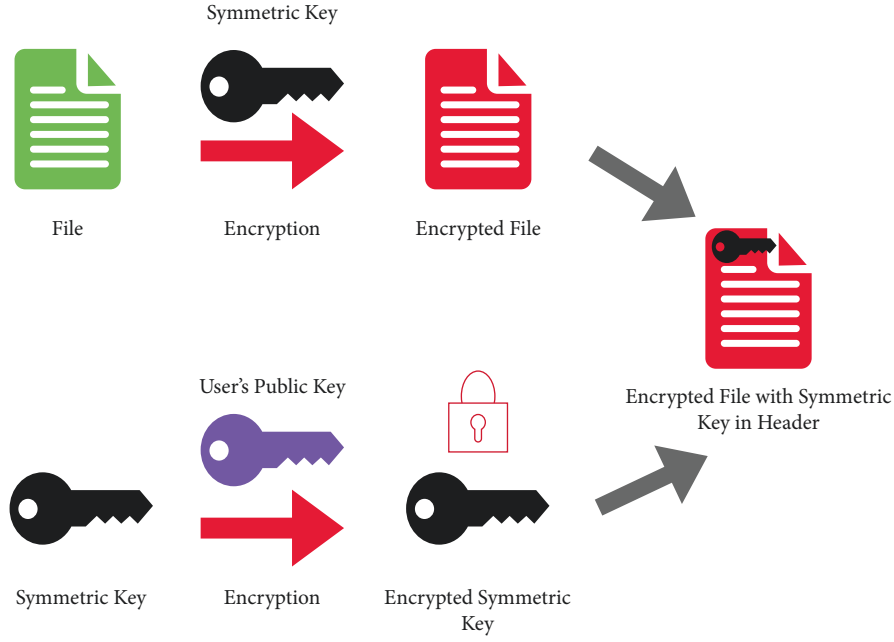 Symmetric Key
File
Encryption
Encrypted File
User's Public Key
Encrypted File with Symmetric
Key in Header
Symmetric Key
Encryption
Encrypted Symmetric
Key